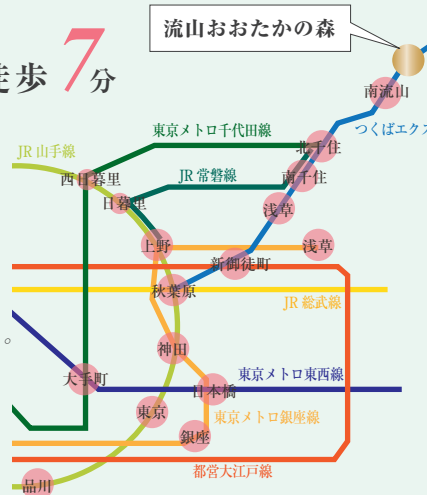 流山おおたかの森
徒歩7分
南流山
つくばエクス
東京メトロ千代田線
北千住
JR山手線
JR常磐線
南千住
西日暮里
日暮里
浅草
上野
浅草
新御徒町
秋葉原
JR総武線
。
神田
大手町
東京メトロ東西線
日本橋
東京
東京メトロ銀座線
銀座
都営大江戸線
品川